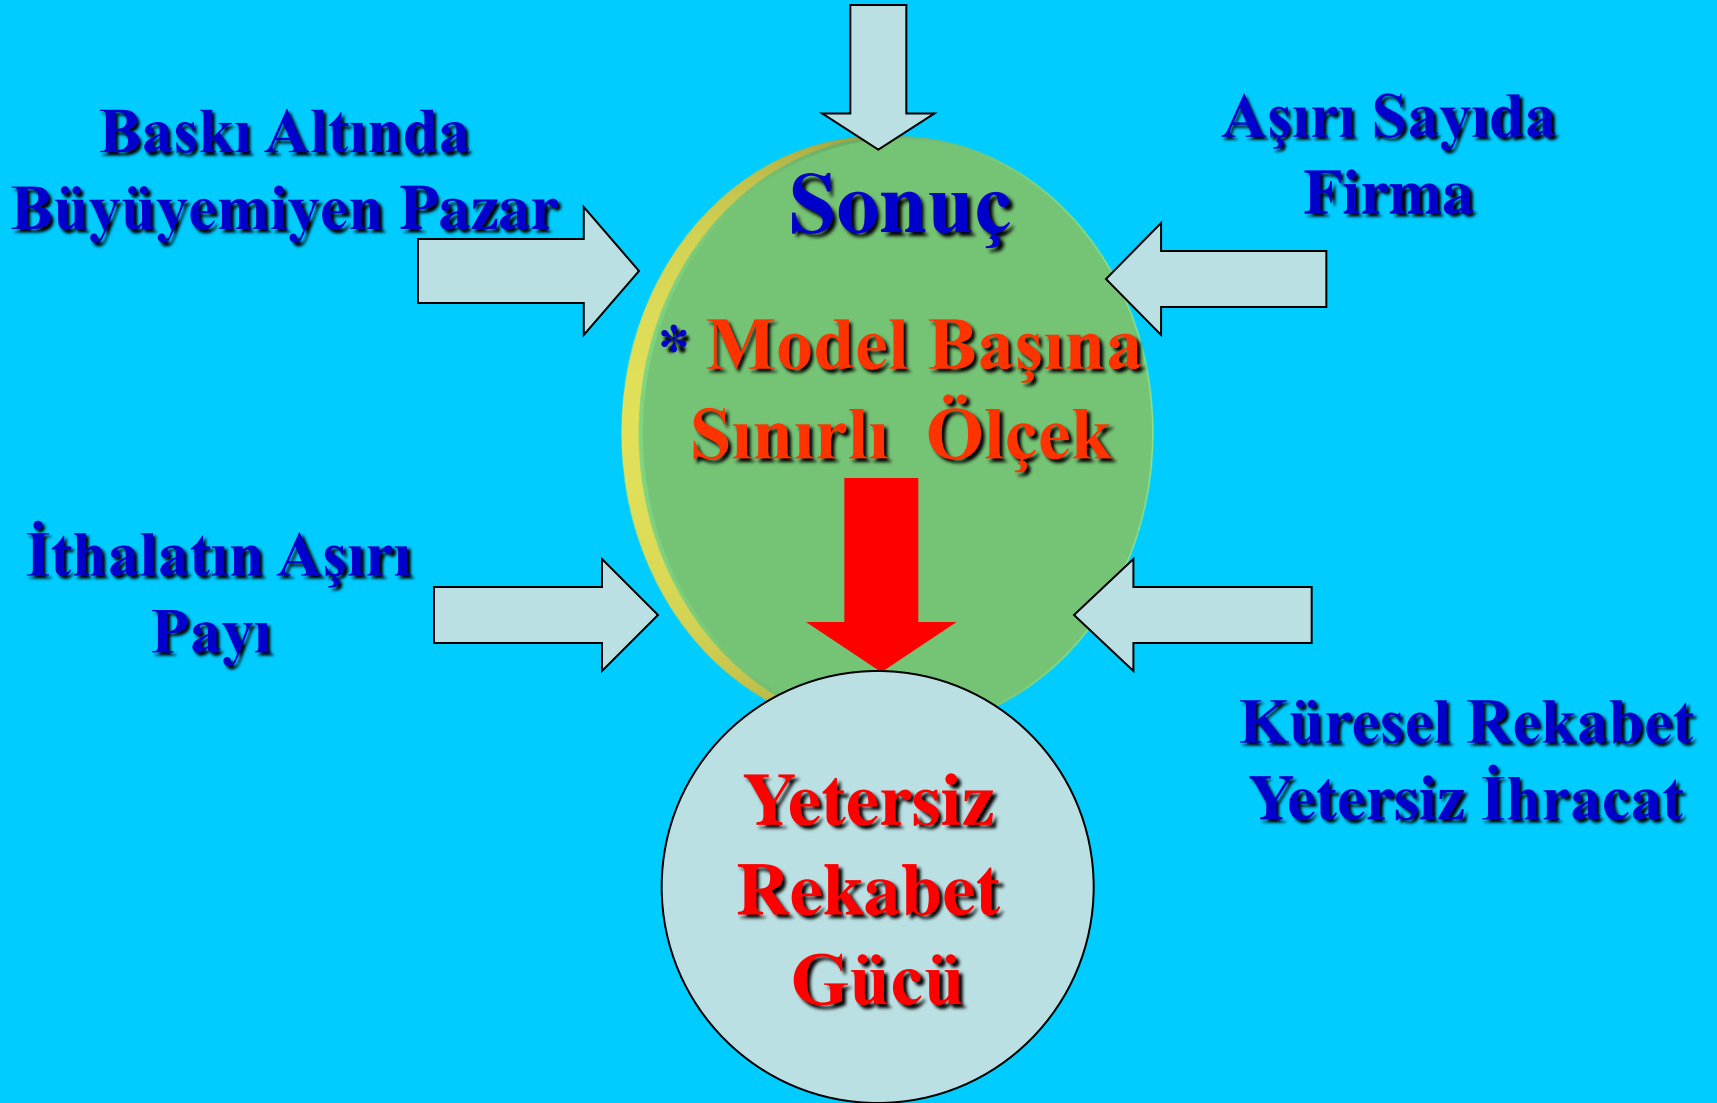 Baskı Altında
Büyüyemiyen Pazar
Aşırı Sayıda
Firma
Sonuç
* Model Başına
Sınırlı Ölçek
İthalatın Aşırı
Payı
Küresel Rekabet
Yetersiz İhracat
Yetersiz
Rekabet
Gücü